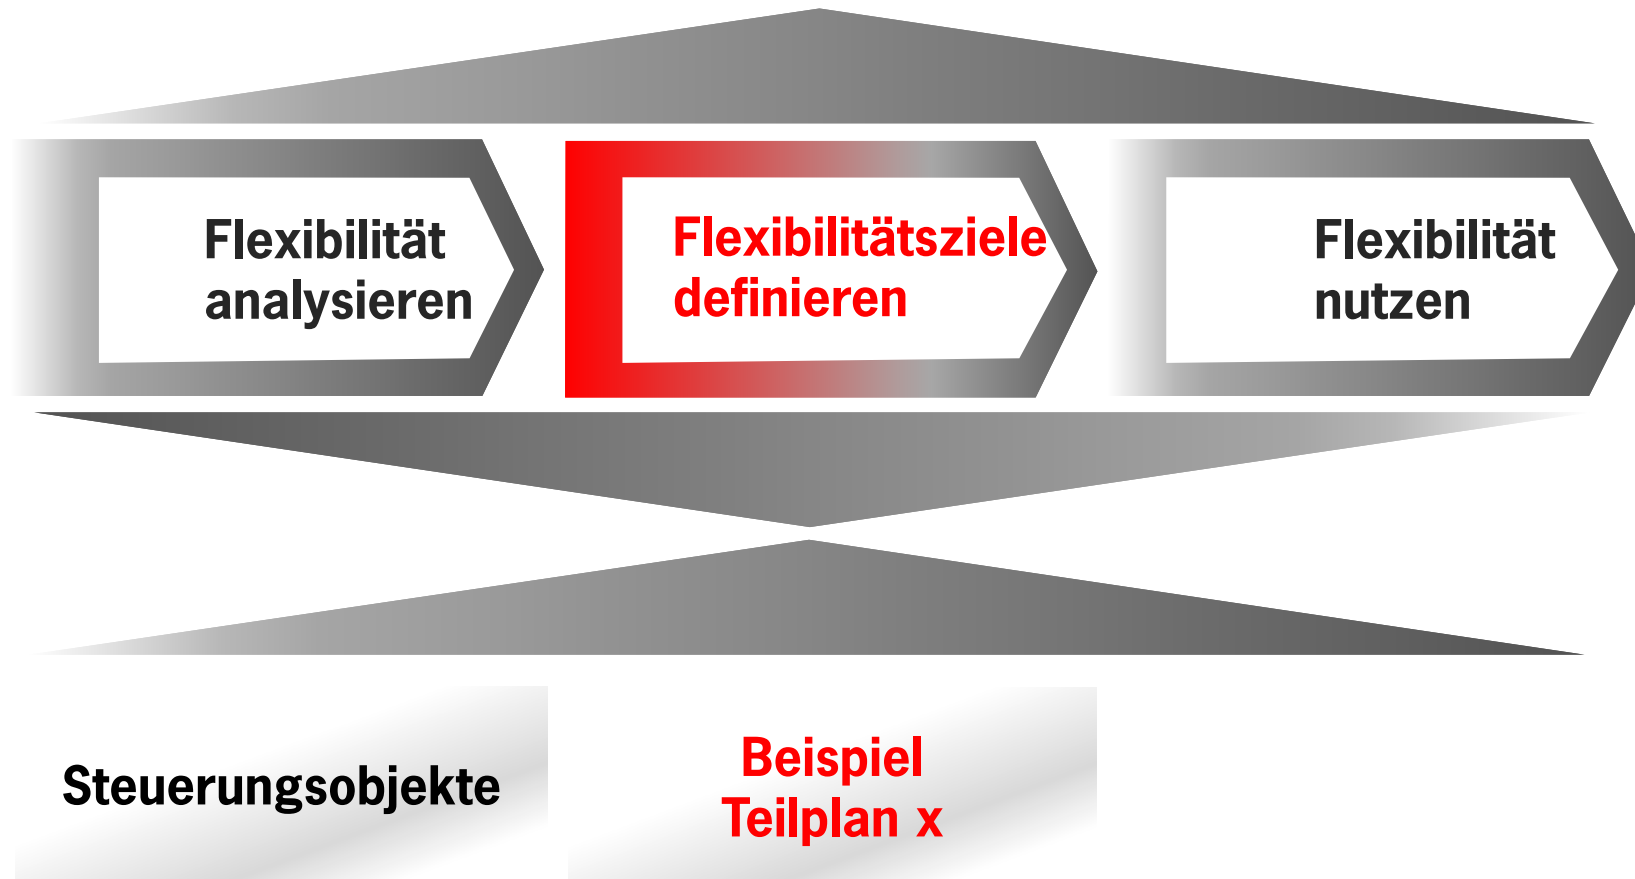 Flexibilität
analysieren
Flexibilitätsziele
definieren
Flexibilität
nutzen
Steuerungsobjekte
Beispiel
Teilplan x